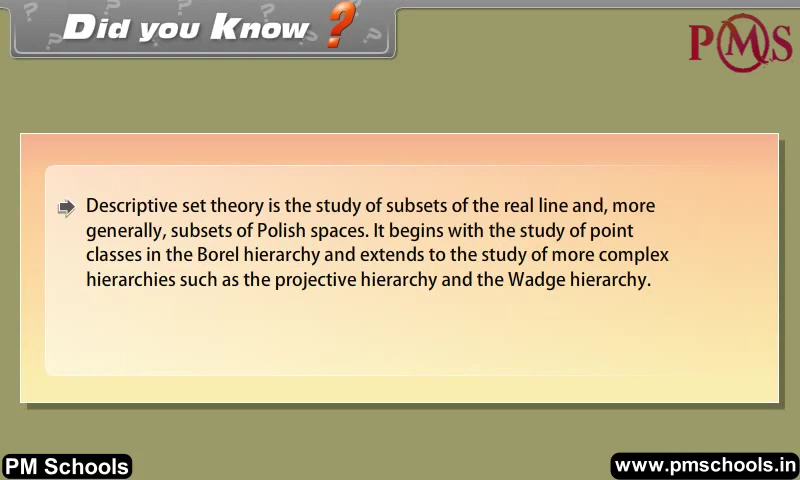 Did you Know ?
PMS
Descriptive set theory is the study of subsets of the real line and, more
generally, subsets of Polish spaces. It begins with the study of point
classes in the Borel hierarchy and extends to the study of more complex
hierarchies such as the projective hierarchy and the Wadge hierarchy.
PM Schools
www.pmschools.in